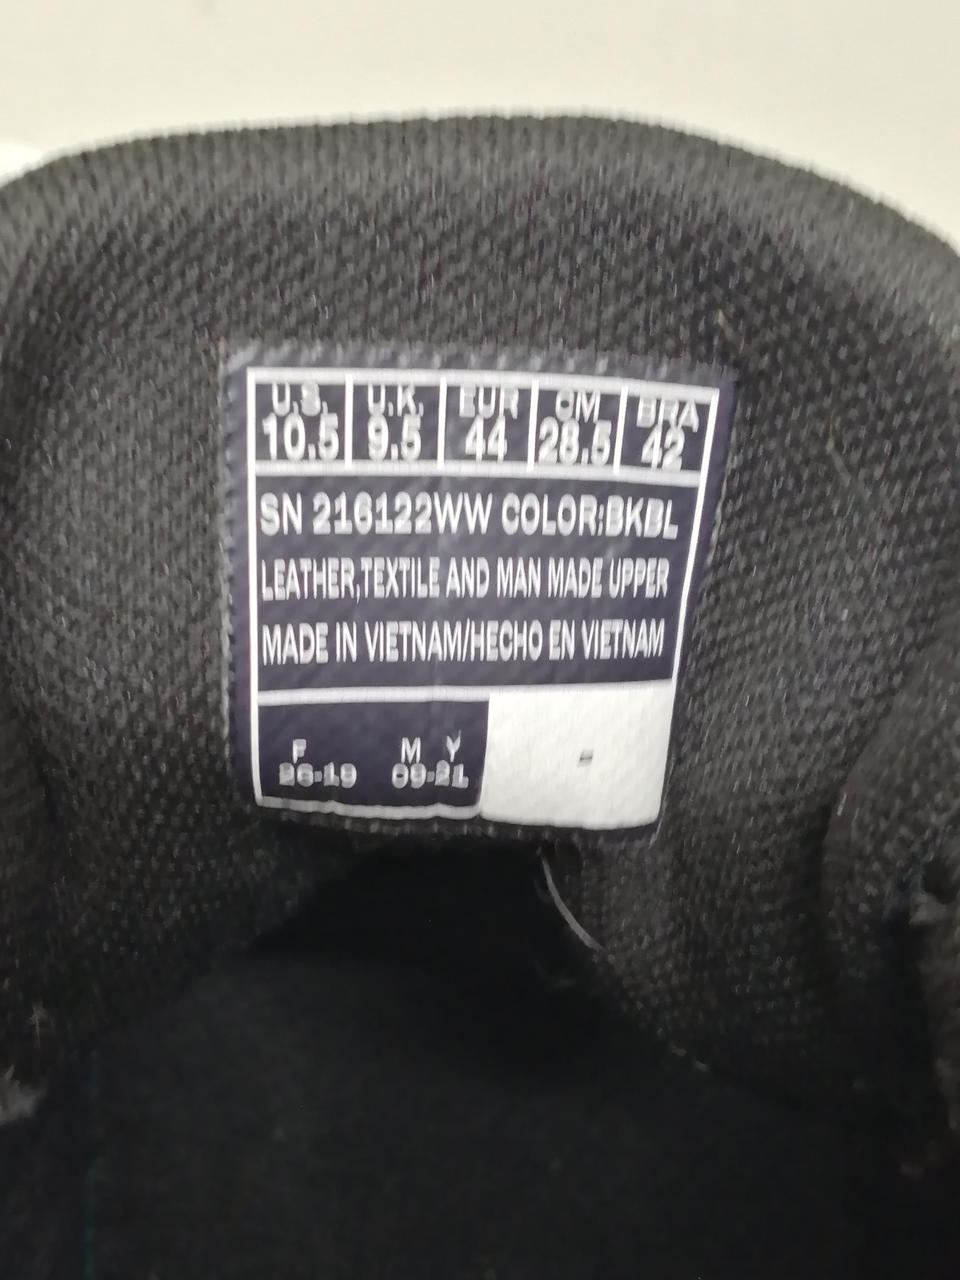 U.S. U.K. EUR CM BRA
10.5 9.5 44 28.5 42
SN 216122WW COLOR:BKBL
LEATHER,TEXTILE AND MAN MADE UPPER
MADE IN VIETNAM/HECHO EN VIETNAM
F M Y
26-19 09-21